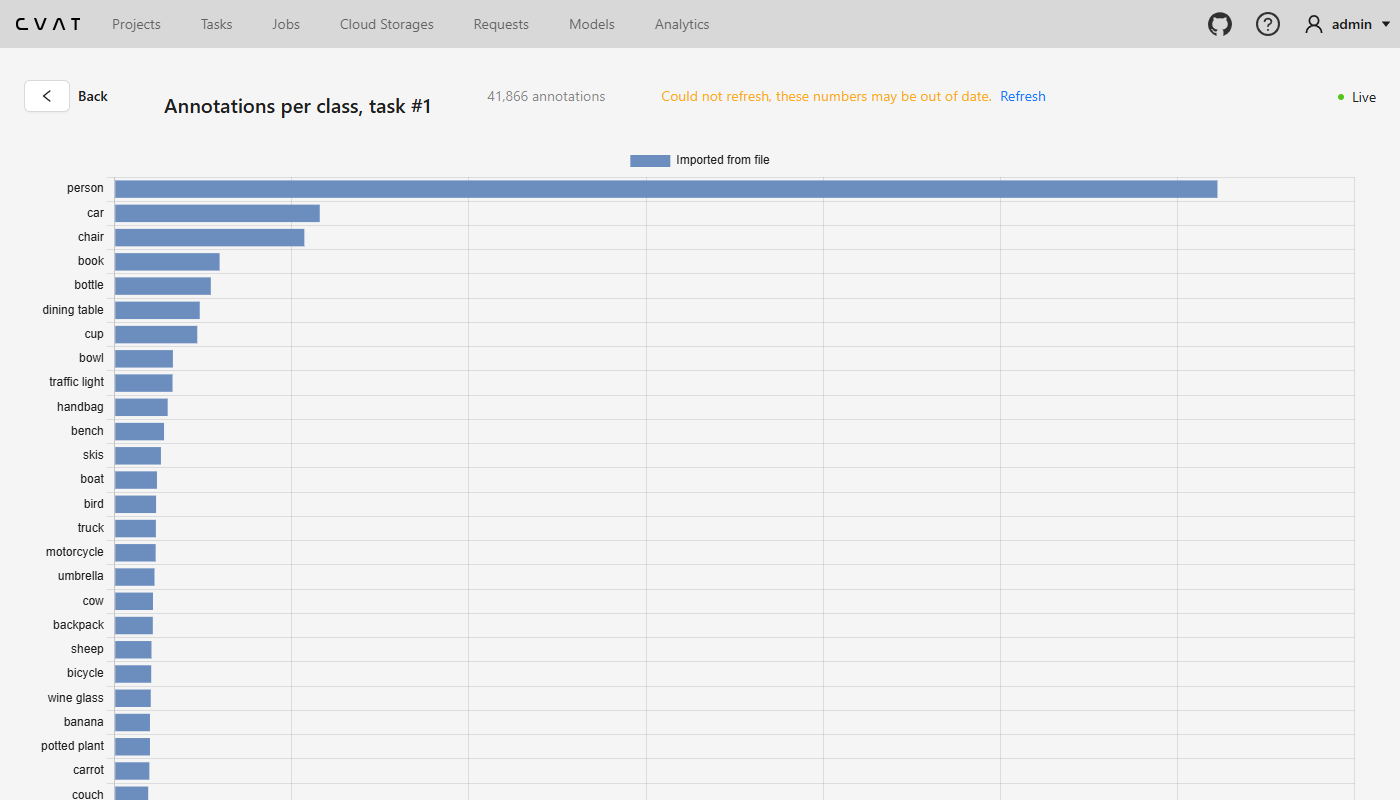 CVAT Projects Tasks Jobs Cloud Storages Requests Models Analytics admin
Back
Annotations per class, task #1
41,866 annotations
Could not refresh, these numbers may be out of date. Refresh
Live
Imported from file
person
car
chair
book
bottle
dining table
cup
bowl
traffic light
handbag
bench
skis
boat
bird
truck
motorcycle
umbrella
cow
backpack
sheep
bicycle
wine glass
banana
potted plant
carrot
couch